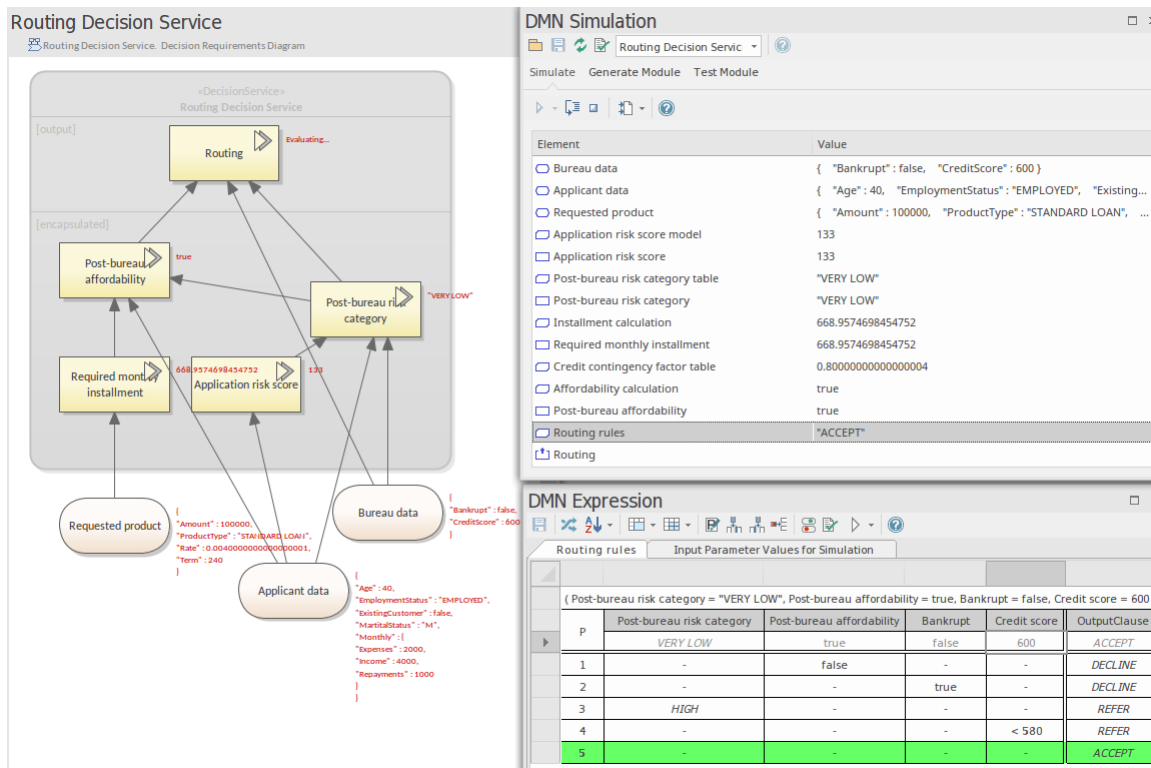 Routing Decision Service
Routing Decision Service. Decision Requirements Diagram
«DecisionService»
Routing Decision Service
[output]
Routing
Evaluating...
[encapsulated]
Post-bureau
affordability
true
Post-bureau risk
category
"VERY LOW"
Required monthly
installment
668.9574698454752
Application risk score
133
Requested product
{
"Amount" : 100000,
"ProductType" : "STANDARD LOAN",
"Rate" : 0.0040000000000000001,
"Term" : 240
}
Bureau data
{
"Bankrupt" : false,
"CreditScore" : 600
}
Applicant data
{
"Age" : 40,
"EmploymentStatus" : "EMPLOYED",
"ExistingCustomer" : false,
"MartitalStatus" : "M",
"Monthly" : {
"Expenses" : 2000,
"Income" : 4000,
"Repayments" : 1000
}
}
DMN Simulation
Routing Decision Servic
Simulate Generate Module Test Module
Element Value
Bureau data { "Bankrupt" : false, "CreditScore" : 600 }
Applicant data { "Age" : 40, "EmploymentStatus" : "EMPLOYED", "Existing...
Requested product { "Amount" : 100000, "ProductType" : "STANDARD LOAN", ...
Application risk score model 133
Application risk score 133
Post-bureau risk category table "VERY LOW"
Post-bureau risk category "VERY LOW"
Installment calculation 668.9574698454752
Required monthly installment 668.9574698454752
Credit contingency factor table 0.80000000000000004
Affordability calculation true
Post-bureau affordability true
Routing rules "ACCEPT"
Routing
DMN Expression
Routing rules Input Parameter Values for Simulation
( Post-bureau risk category = "VERY LOW", Post-bureau affordability = true, Bankrupt = false, Credit score = 600
P Post-bureau risk category Post-bureau affordability Bankrupt Credit score OutputClause
VERY LOW true false 600 ACCEPT
1 - false - - DECLINE
2 - - true - DECLINE
3 HIGH - - - REFER
4 - - - < 580 REFER
5 - - - - ACCEPT